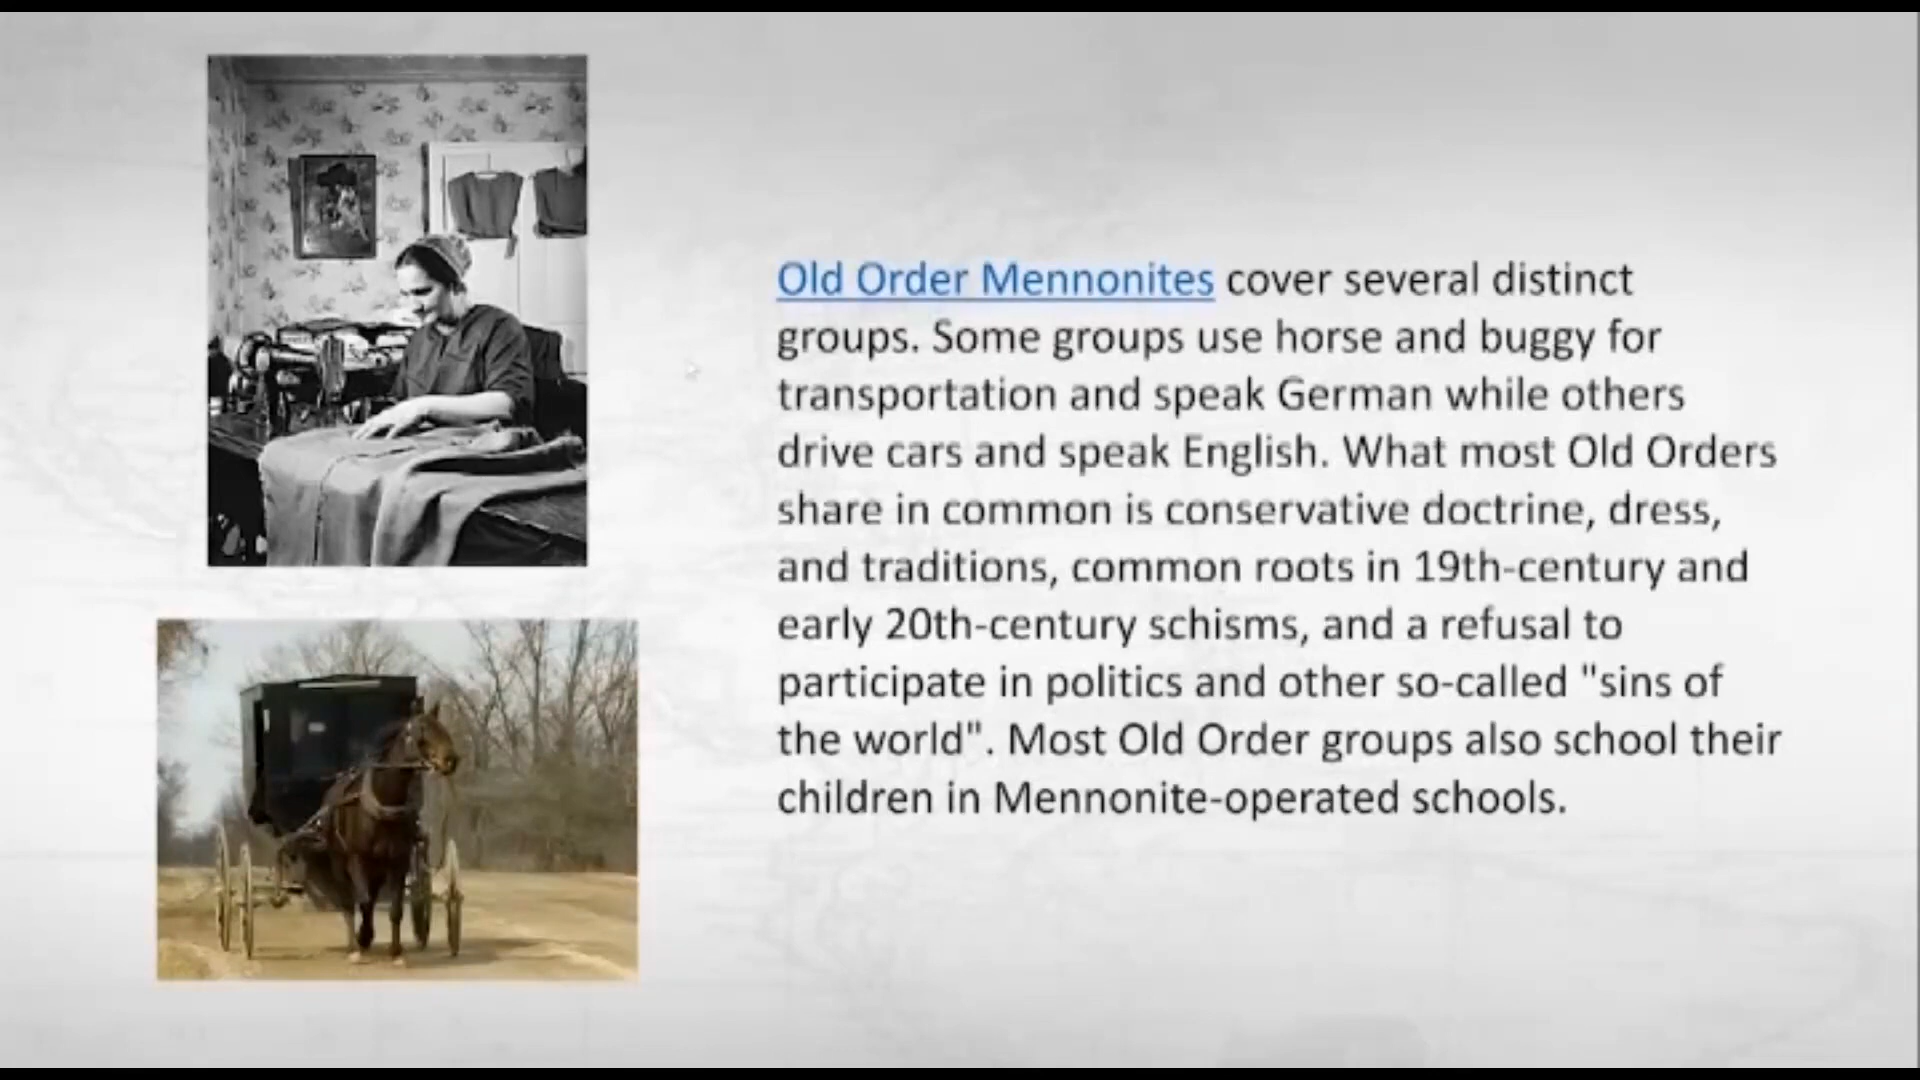 Old Order Mennonites cover several distinct
groups. Some groups use horse and buggy for
transportation and speak German while others
drive cars and speak English. What most Old Orders
share in common is conservative doctrine, dress,
and traditions, common roots in 19th-century and
early 20th-century schisms, and a refusal to
participate in politics and other so-called "sins of
the world". Most Old Order groups also school their
children in Mennonite-operated schools.